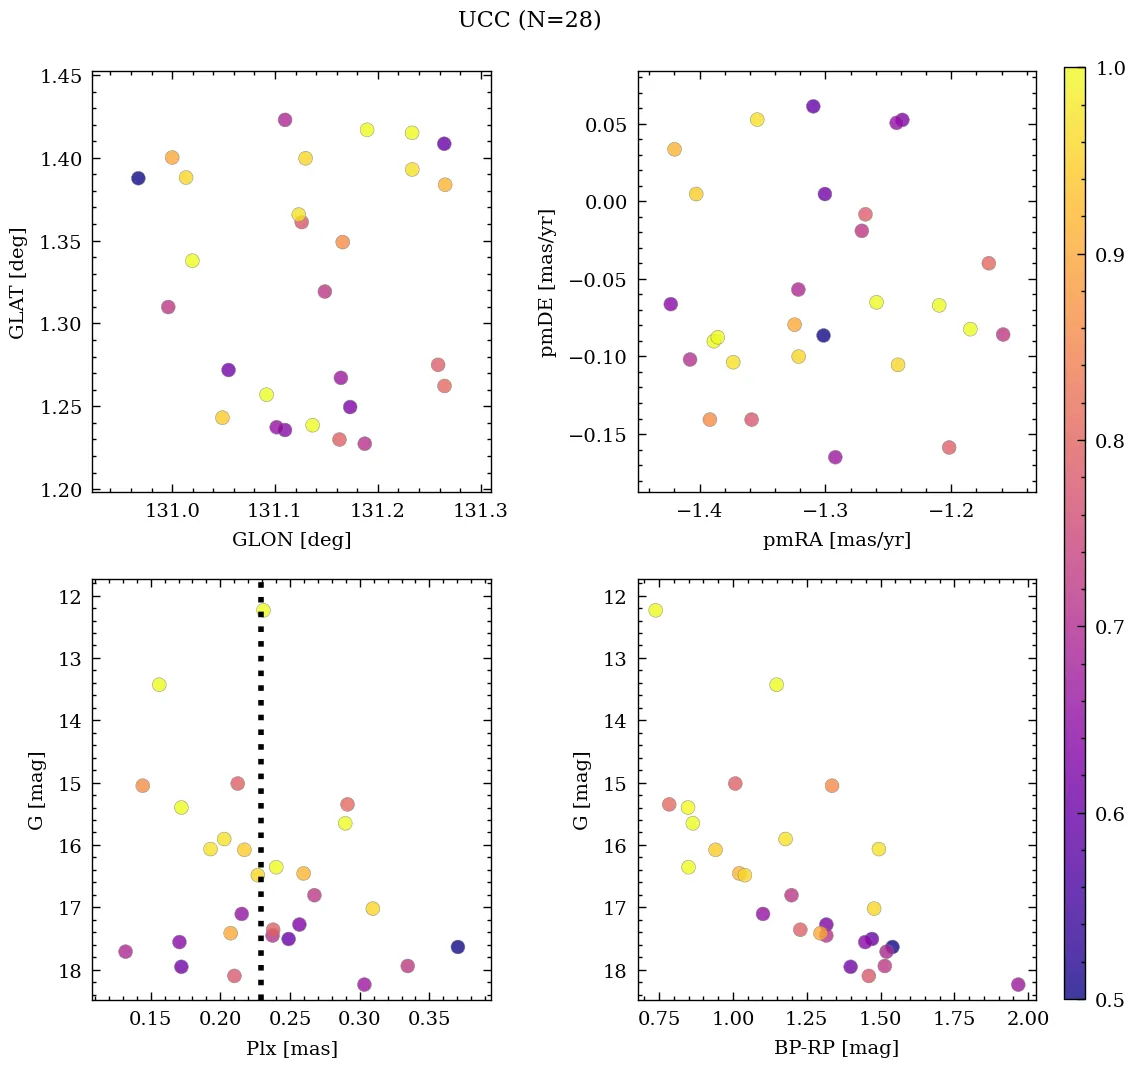 UCC (N=28)
1.45
1.40
1.35
1.30
1.25
1.20
GLAT [deg]
131.0 131.1 131.2 131.3
GLON [deg]
0.05
0.00
−0.05
−0.10
−0.15
pmDE [mas/yr]
−1.4 −1.3 −1.2
pmRA [mas/yr]
12
13
14
15
16
17
18
G [mag]
0.15 0.20 0.25 0.30 0.35
Plx [mas]
12
13
14
15
16
17
18
G [mag]
0.75 1.00 1.25 1.50 1.75 2.00
BP-RP [mag]
1.0
0.9
0.8
0.7
0.6
0.5